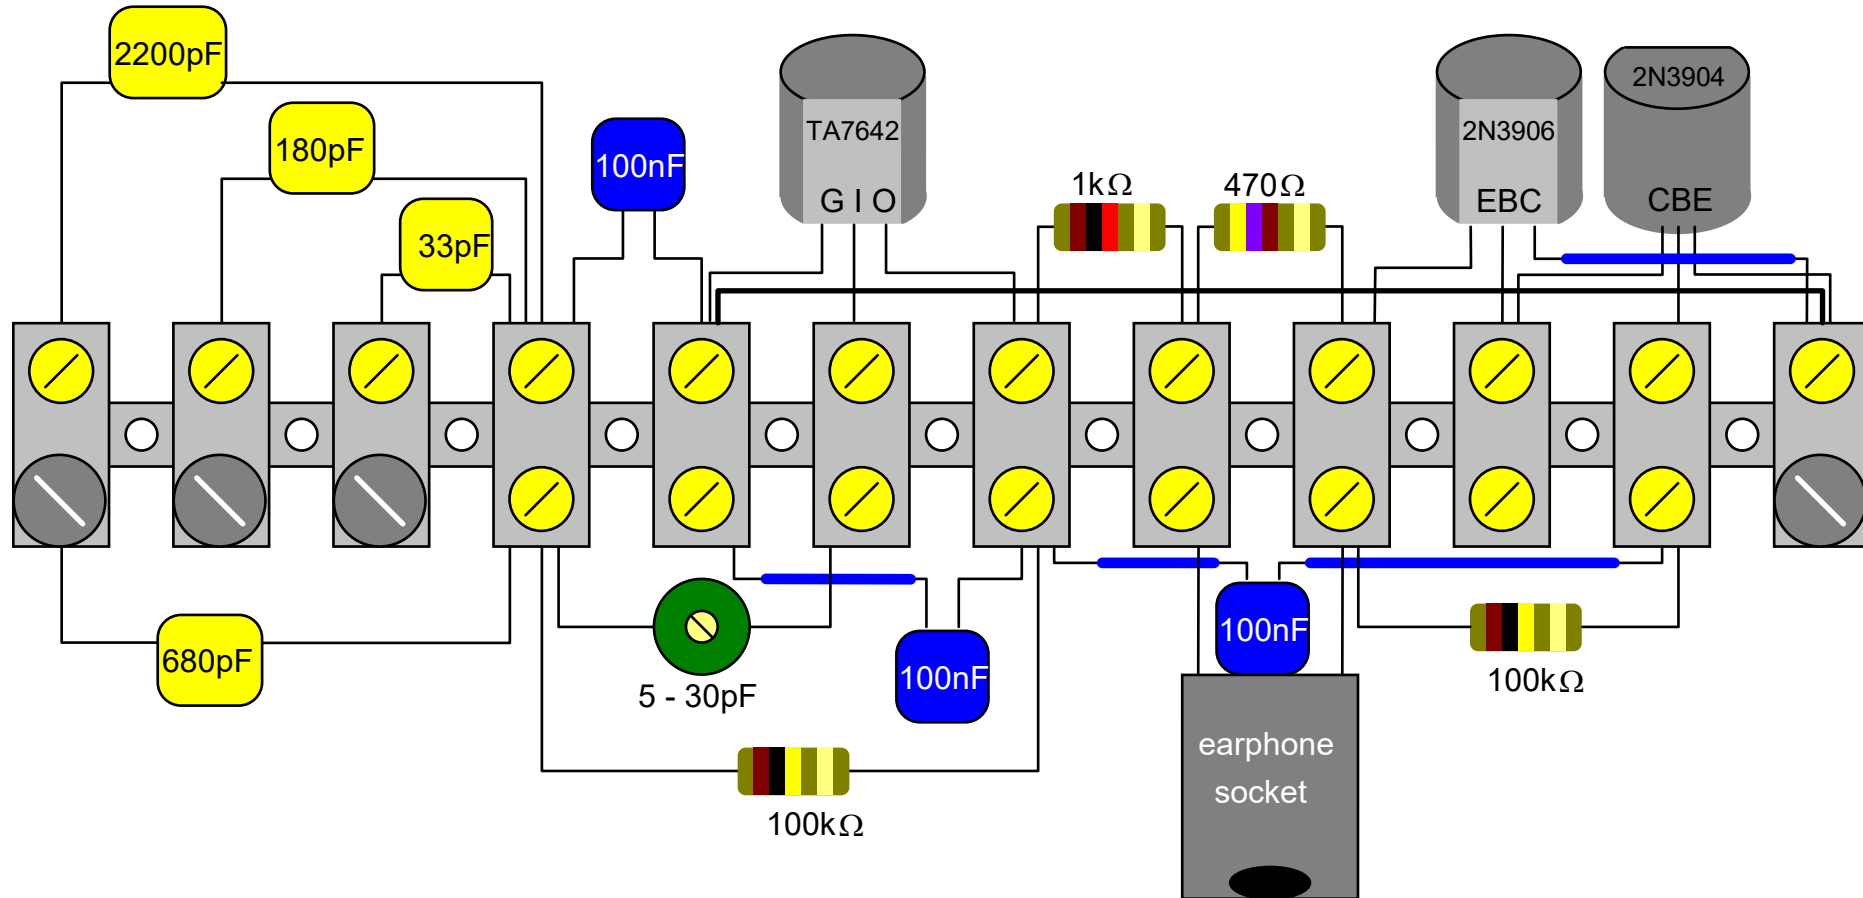 2200pF
180pF
33pF
100nF
TA7642
G I O
1kΩ
470Ω
2N3906
EBC
2N3904
CBE
680pF
5 - 30pF
100nF
100kΩ
100nF
100kΩ
earphone
socket